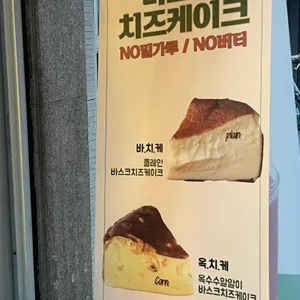 치즈케이크
NO밀가루 / NO버터
plain
바.치.케
플레인
바스크치즈케이크
Corn
옥.치.케
옥수수알알이
바스크치즈케이크